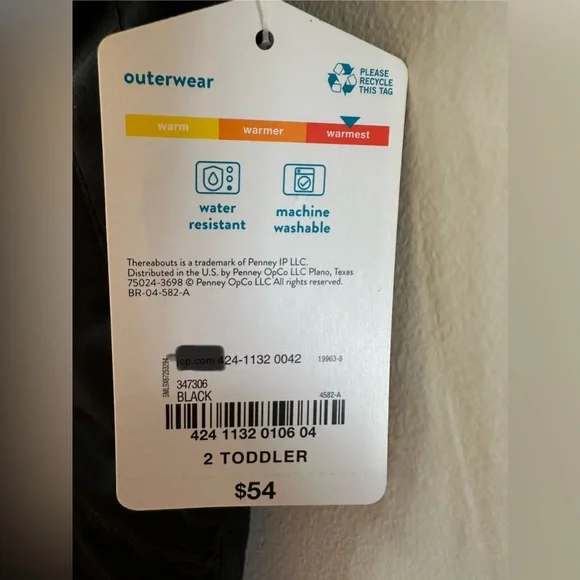 outerwear
PLEASE
RECYCLE
THIS TAG
warm warmer warmest
water
resistant
machine
washable
Thereabouts is a trademark of Penney IP LLC.
Distributed in the U.S. by Penney OpCo LLC Plano, Texas
75024-3698 © Penney OpCo LLC All rights reserved.
BR-04-582-A
jcp.com 424-1132 0042 19963-8
347306
BLACK 4582-A
424 1132 0106 04
2 TODDLER
$54